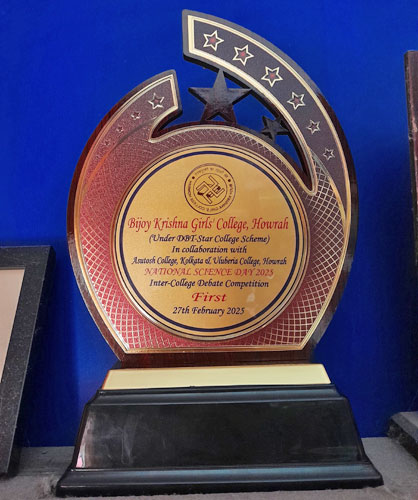 Bijoy Krishna Girls' College, Howrah
(Under DBT-Star College Scheme)
In collaboration with
Asutosh College, Kolkata & Uluberia College, Howrah
NATIONAL SCIENCE DAY 2025
Inter-College Debate Competition
First
27th February 2025